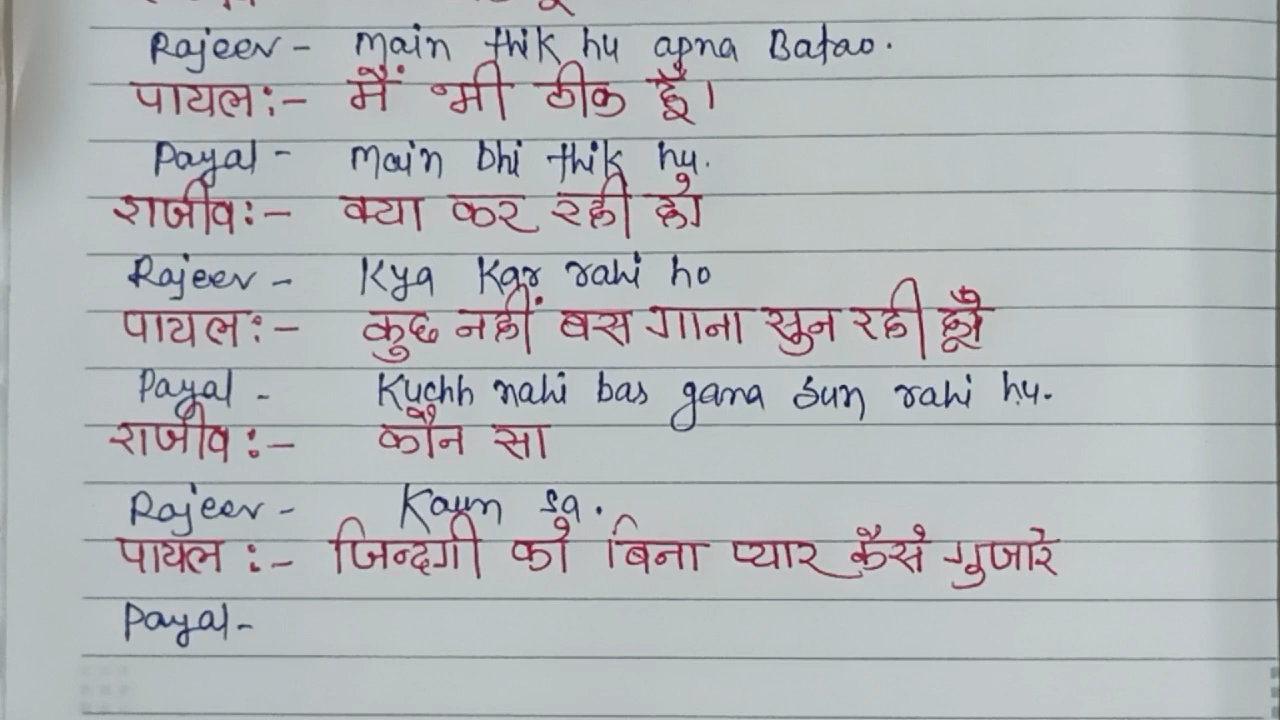 Rajeev - Main thik hu apna Batao.
पायल:- मैं भी ठीक हूँ।
Payal - Main bhi thik hu.
राजीव:- क्या कर रही हो
Rajeev - Kya Kar rahi ho
पायल:- कुछ नहीं बस गाना सुन रही हूँ
Payal - Kuchh nahi bas gana sun rahi hu.
राजीव:- कौन सा
Rajeev - Kaun sa.
पायल:- जिन्दगी को बिना प्यार कैसे गुजारे
Payal-